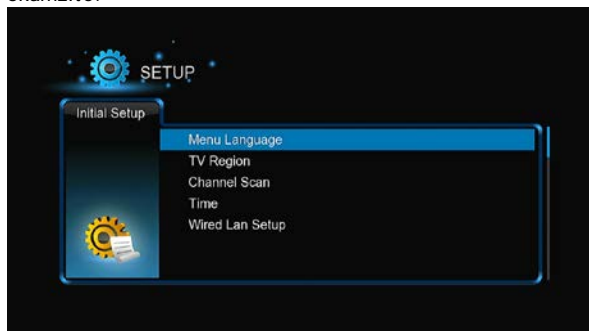 SETUP
Initial Setup
Menu Language
TV Region
Channel Scan
Time
Wired Lan Setup